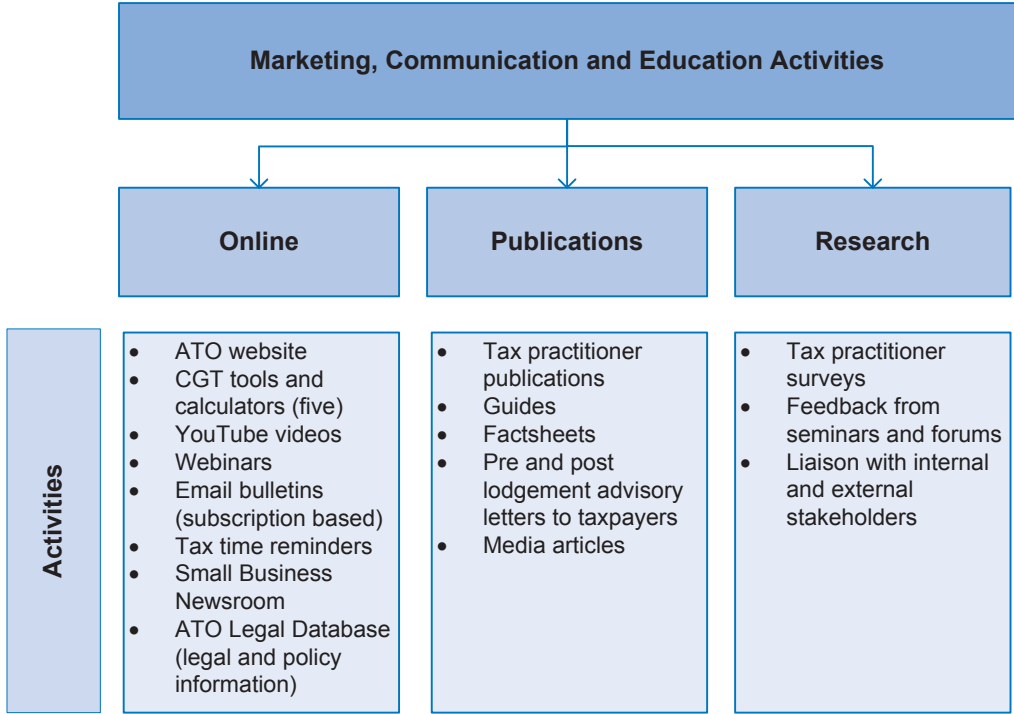 Marketing, Communication and Education Activities
Online
Publications
Research
Activities
• ATO website
• CGT tools and
calculators (five)
• YouTube videos
• Webinars
• Email bulletins
(subscription based)
• Tax time reminders
• Small Business
Newsroom
• ATO Legal Database
(legal and policy
information)
• Tax practitioner
publications
• Guides
• Factsheets
• Pre and post
lodgement advisory
letters to taxpayers
• Media articles
• Tax practitioner
surveys
• Feedback from
seminars and forums
• Liaison with internal
and external
stakeholders